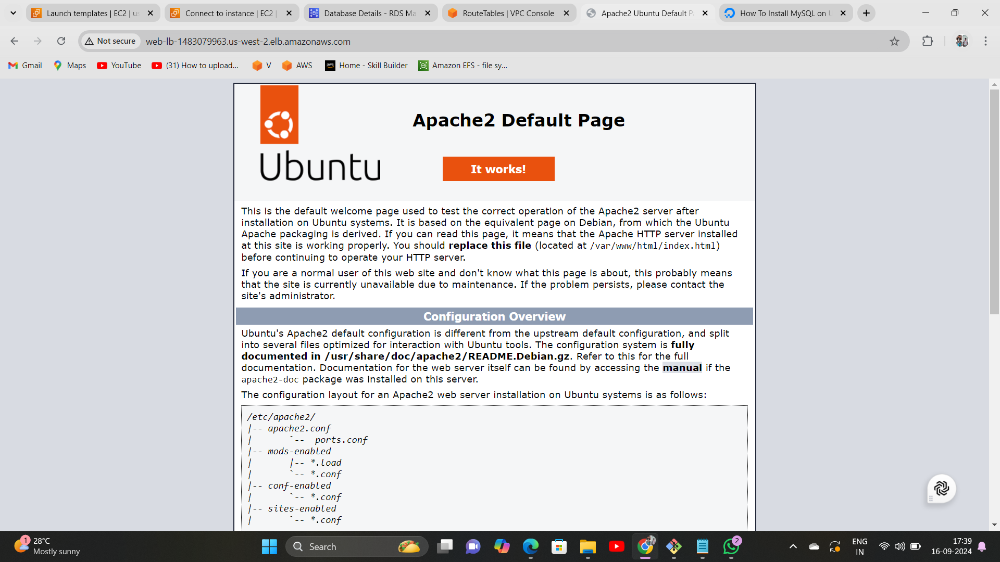 Launch templates | EC2 | us
Connect to instance | EC2 |
Database Details - RDS Ma
RouteTables | VPC Console
Apache2 Ubuntu Default P
How To Install MySQL on U
Not secure
web-lb-1483079963.us-west-2.elb.amazonaws.com
Gmail
Maps
YouTube
(31) How to upload...
V
AWS
aws
Home - Skill Builder
Amazon EFS - file sy...
Ubuntu
Apache2 Default Page
It works!
This is the default welcome page used to test the correct operation of the Apache2 server after
installation on Ubuntu systems. It is based on the equivalent page on Debian, from which the Ubuntu
Apache packaging is derived. If you can read this page, it means that the Apache HTTP server installed
at this site is working properly. You should replace this file (located at /var/www/html/index.html)
before continuing to operate your HTTP server.
If you are a normal user of this web site and don't know what this page is about, this probably means
that the site is currently unavailable due to maintenance. If the problem persists, please contact the
site's administrator.
Configuration Overview
Ubuntu's Apache2 default configuration is different from the upstream default configuration, and split
into several files optimized for interaction with Ubuntu tools. The configuration system is fully
documented in /usr/share/doc/apache2/README.Debian.gz. Refer to this for the full
documentation. Documentation for the web server itself can be found by accessing the manual if the
apache2-doc package was installed on this server.
The configuration layout for an Apache2 web server installation on Ubuntu systems is as follows:
/etc/apache2/
|-- apache2.conf
|       `--  ports.conf
|-- mods-enabled
|       |-- *.load
|       `-- *.conf
|-- conf-enabled
|       `-- *.conf
|-- sites-enabled
|       `-- *.conf
1
28°C
Mostly sunny
Search
2
ENG
IN
17:39
16-09-2024